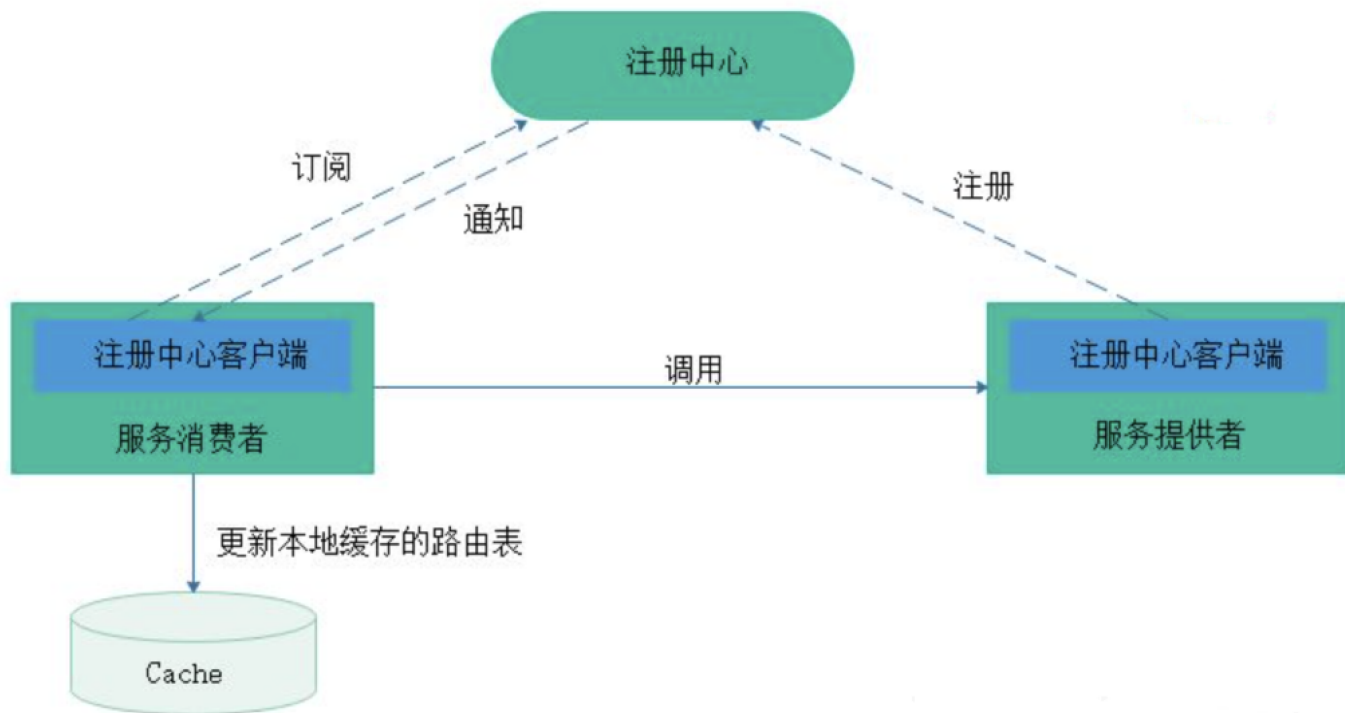 注册中心
订阅
通知
注册
注册中心客户端
服务消费者
调用
注册中心客户端
服务提供者
更新本地缓存的路由表
Cache